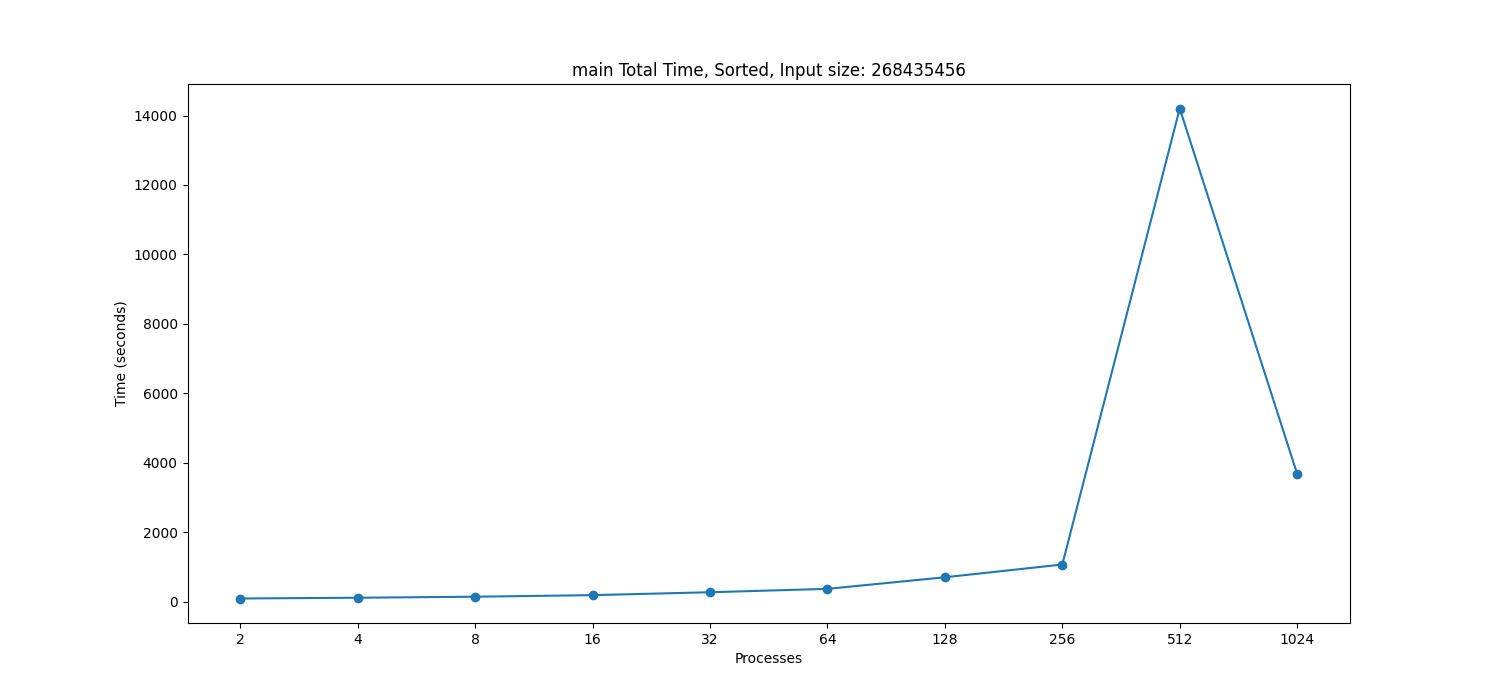 main Total Time, Sorted, Input size: 268435456
14000
12000
10000
8000
6000
4000
2000
0
Time (seconds)
2 4 8 16 32 64 128 256 512 1024
Processes